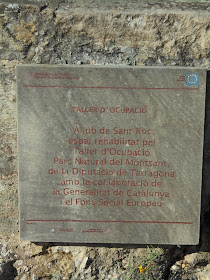 TALLER D'OCUPACIÓ
Aljub de Sant Roc,
espai rehabilitat pel
Taller d'Ocupació
Parc Natural del Montsant
de la Diputació de Tarragona
amb la col·laboració de
la Generalitat de Catalunya
i el Fons Social Europeu